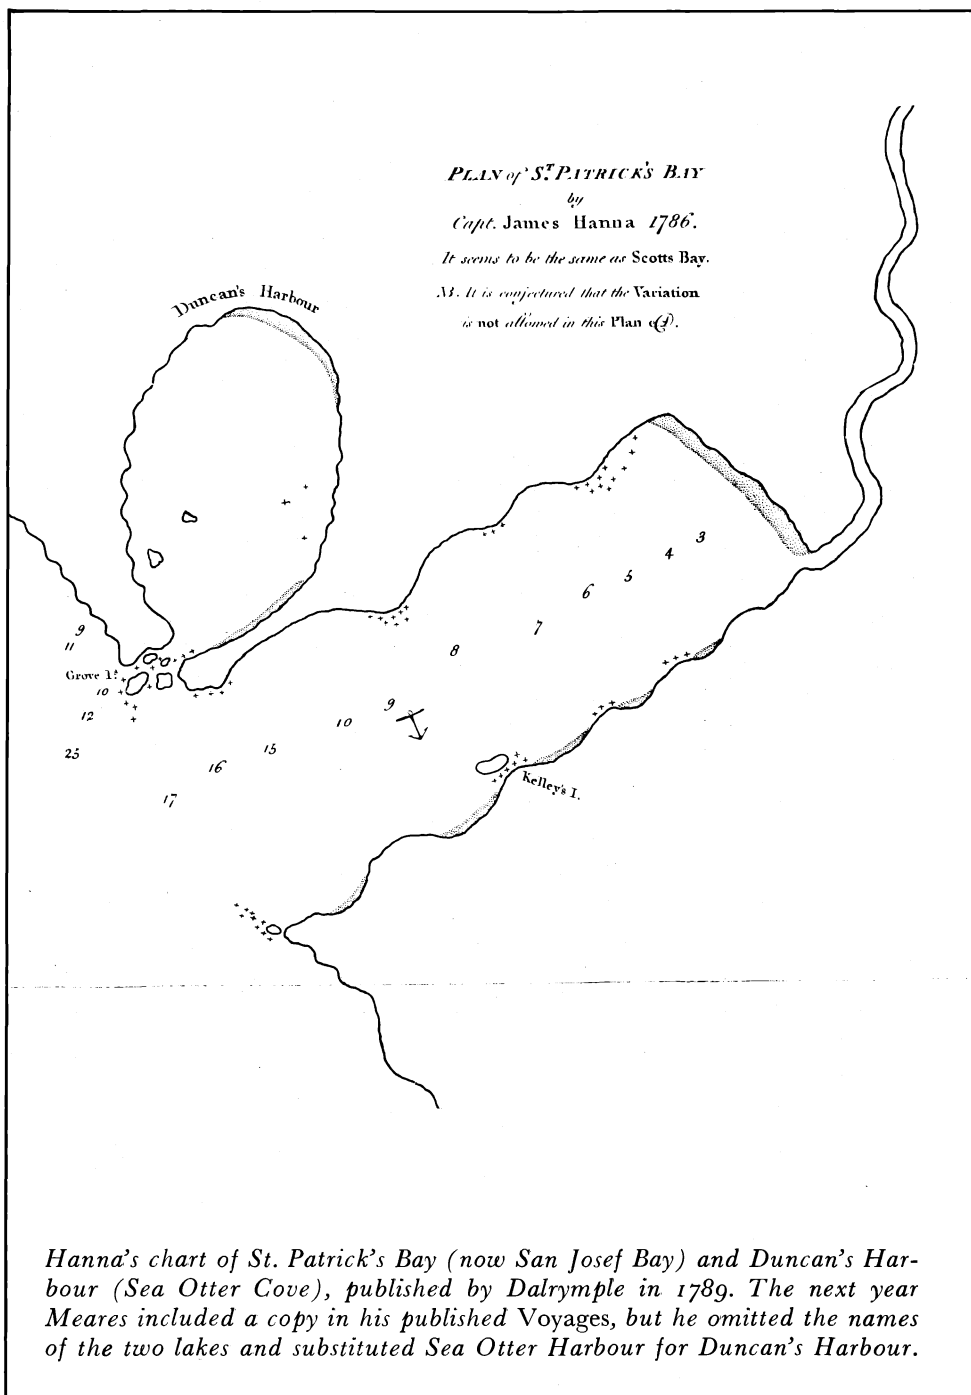 PLAN of ST. PATRICK'S BAY
by
Capt. James Hanna 1786.
It seems to be the same as Scotts Bay.
NB. It is conjectured that the Variation
is not allowed in this Plan
Duncan's Harbour
3
4
5
6
7
8
9
11
Grove Is.
10
12
25
9
10
15
16
17
Kelley's I.
Hanna's chart of St. Patrick's Bay (now San Josef Bay) and Duncan's Har-
bour (Sea Otter Cove), published by Dalrymple in 1789. The next year
Meares included a copy in his published Voyages, but he omitted the names
of the two lakes and substituted Sea Otter Harbour for Duncan's Harbour.